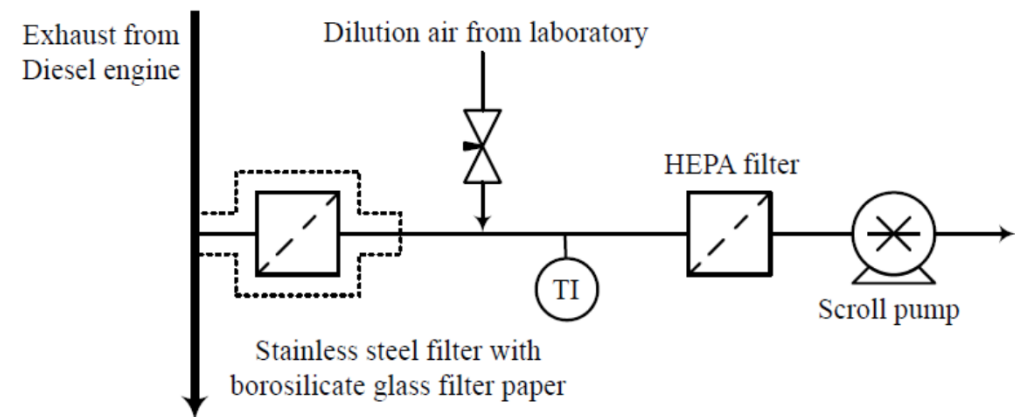 Exhaust from
Diesel engine
Dilution air from laboratory
HEPA filter
TI
Scroll pump
Stainless steel filter with
borosilicate glass filter paper